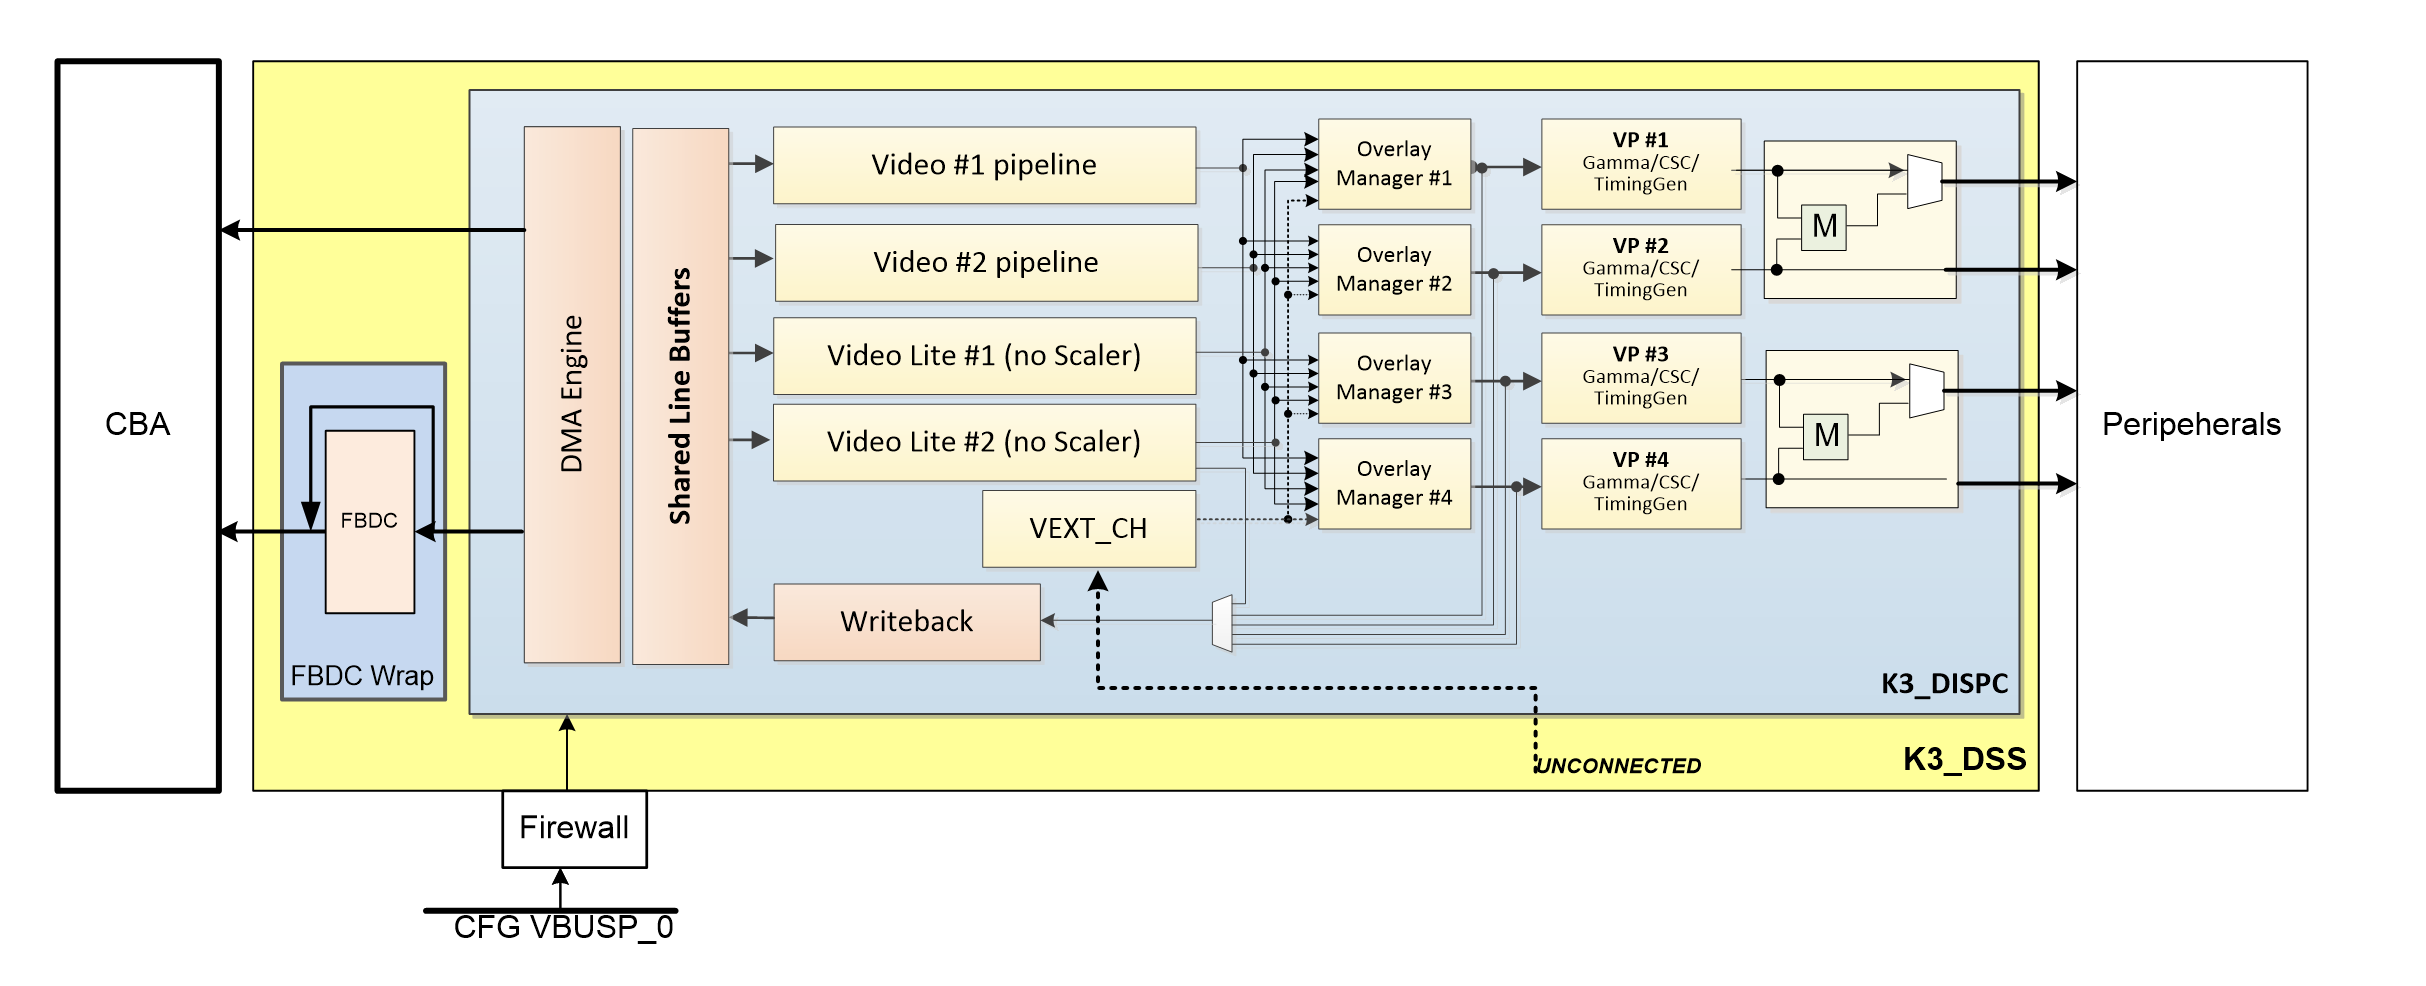 CBA
FBDC
FBDC Wrap
DMA Engine
Shared Line Buffers
Video #1 pipeline
Video #2 pipeline
Video Lite #1 (no Scaler)
Video Lite #2 (no Scaler)
VEXT_CH
Writeback
Overlay
Manager #1
Overlay
Manager #2
Overlay
Manager #3
Overlay
Manager #4
VP #1
Gamma/CSC/
TimingGen
VP #2
Gamma/CSC/
TimingGen
VP #3
Gamma/CSC/
TimingGen
VP #4
Gamma/CSC/
TimingGen
M
M
K3_DISPC
UNCONNECTED
K3_DSS
Peripeherals
Firewall
CFG VBUSP_0